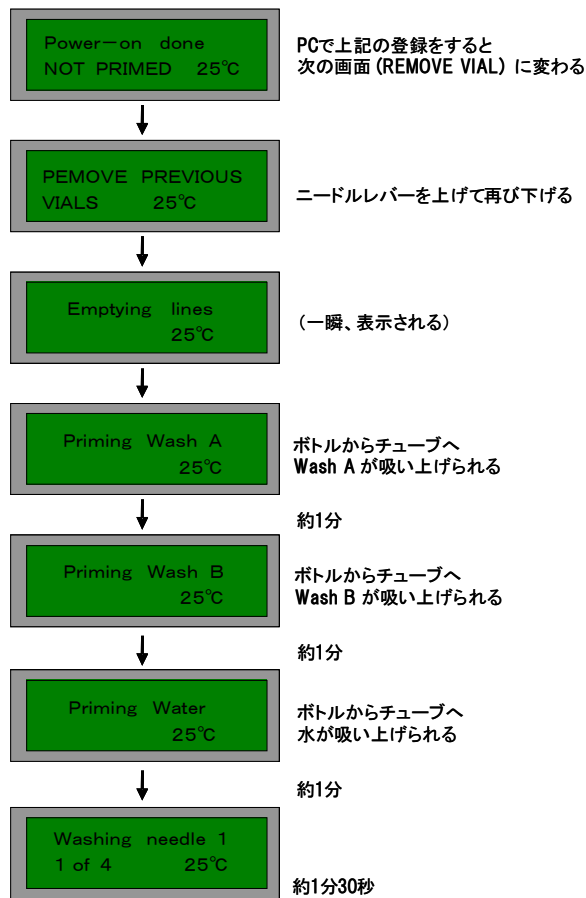 Power－on done
NOT PRIMED 25℃
PCで上記の登録をすると
次の画面 (REMOVE VIAL) に変わる
PEMOVE PREVIOUS
VIALS 25℃
ニードルレバーを上げて再び下げる
Emptying lines
25℃
(一瞬、表示される)
Priming Wash A
25℃
ボトルからチューブへ
Wash A が吸い上げられる
約1分
Priming Wash B
25℃
ボトルからチューブへ
Wash B が吸い上げられる
約1分
Priming Water
25℃
ボトルからチューブへ
水が吸い上げられる
約1分
Washing needle 1
1 of 4 25℃
約1分30秒